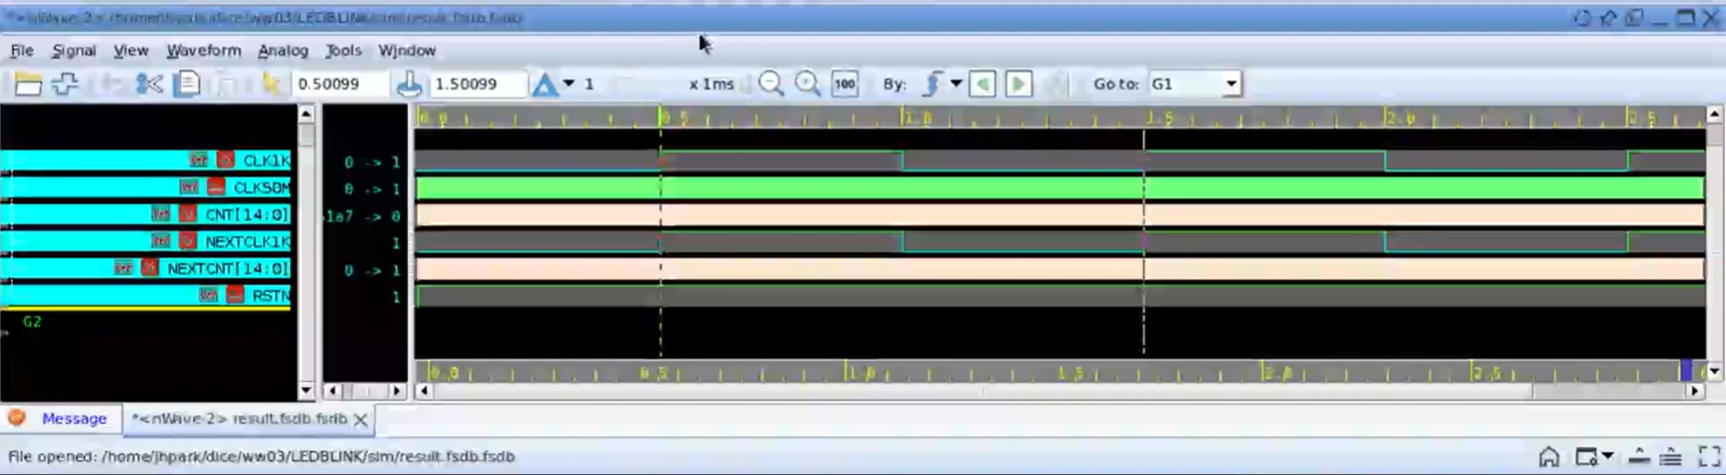 *<nWave-2> /home/jhpark/dice/ww03/LEDBLINK/sim/result.fsdb.fsdb
File Signal View Waveform Analog Tools Window
0.50099 1.50099 1 x 1ms 100 By: Go to: G1
0.0 0.5 1.0 1.5 2.0 2.5
CLK1K 0 -> 1
CLK50M 0 -> 1
CNT[14:0] 1a7 -> 0
NEXTCLK1K 1
NEXTCNT[14:0] 0 -> 1
RSTN 1
G2
0.0 0.5 1.0 1.5 2.0 2.5
Message *<nWave-2> result.fsdb.fsdb
File opened: /home/jhpark/dice/ww03/LEDBLINK/sim/result.fsdb.fsdb